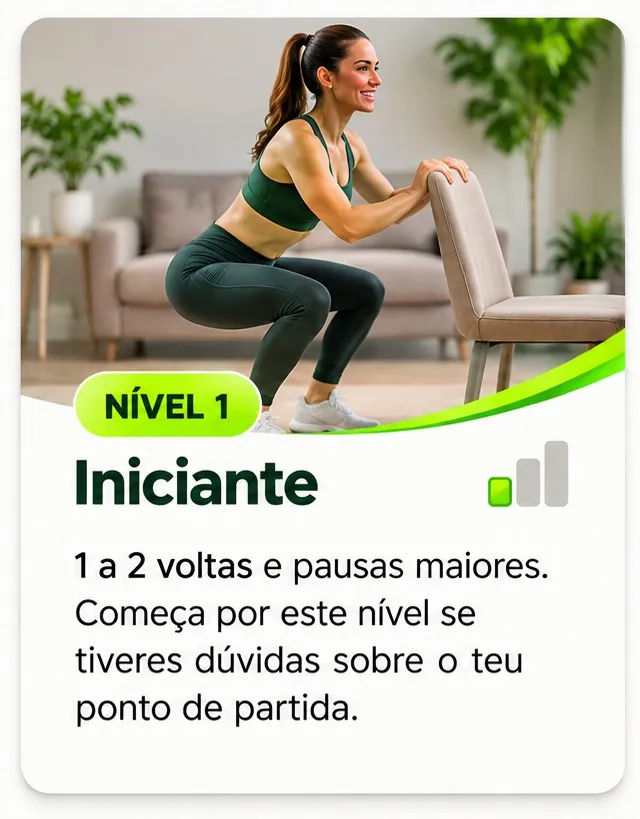 NÍVEL 1
Iniciante
1 a 2 voltas e pausas maiores.
Começa por este nível se
tiveres dúvidas sobre o teu
ponto de partida.